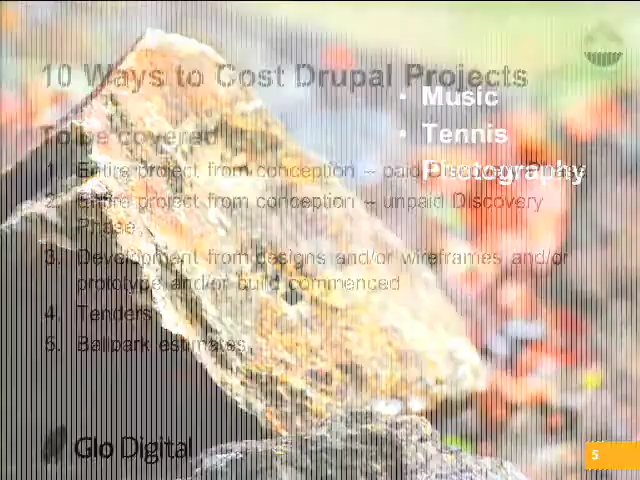 10 Ways to Cost Drupal Projects
• Music
• Tennis
• Photography
To be covered
1. Entire project from conception – paid
2. Entire project from conception – unpaid Discovery
Phase
3. Development from designs and/or wireframes and/or
prototype and/or build commenced
4. Tenders
5. Ballpark estimates
Glo Digital
5